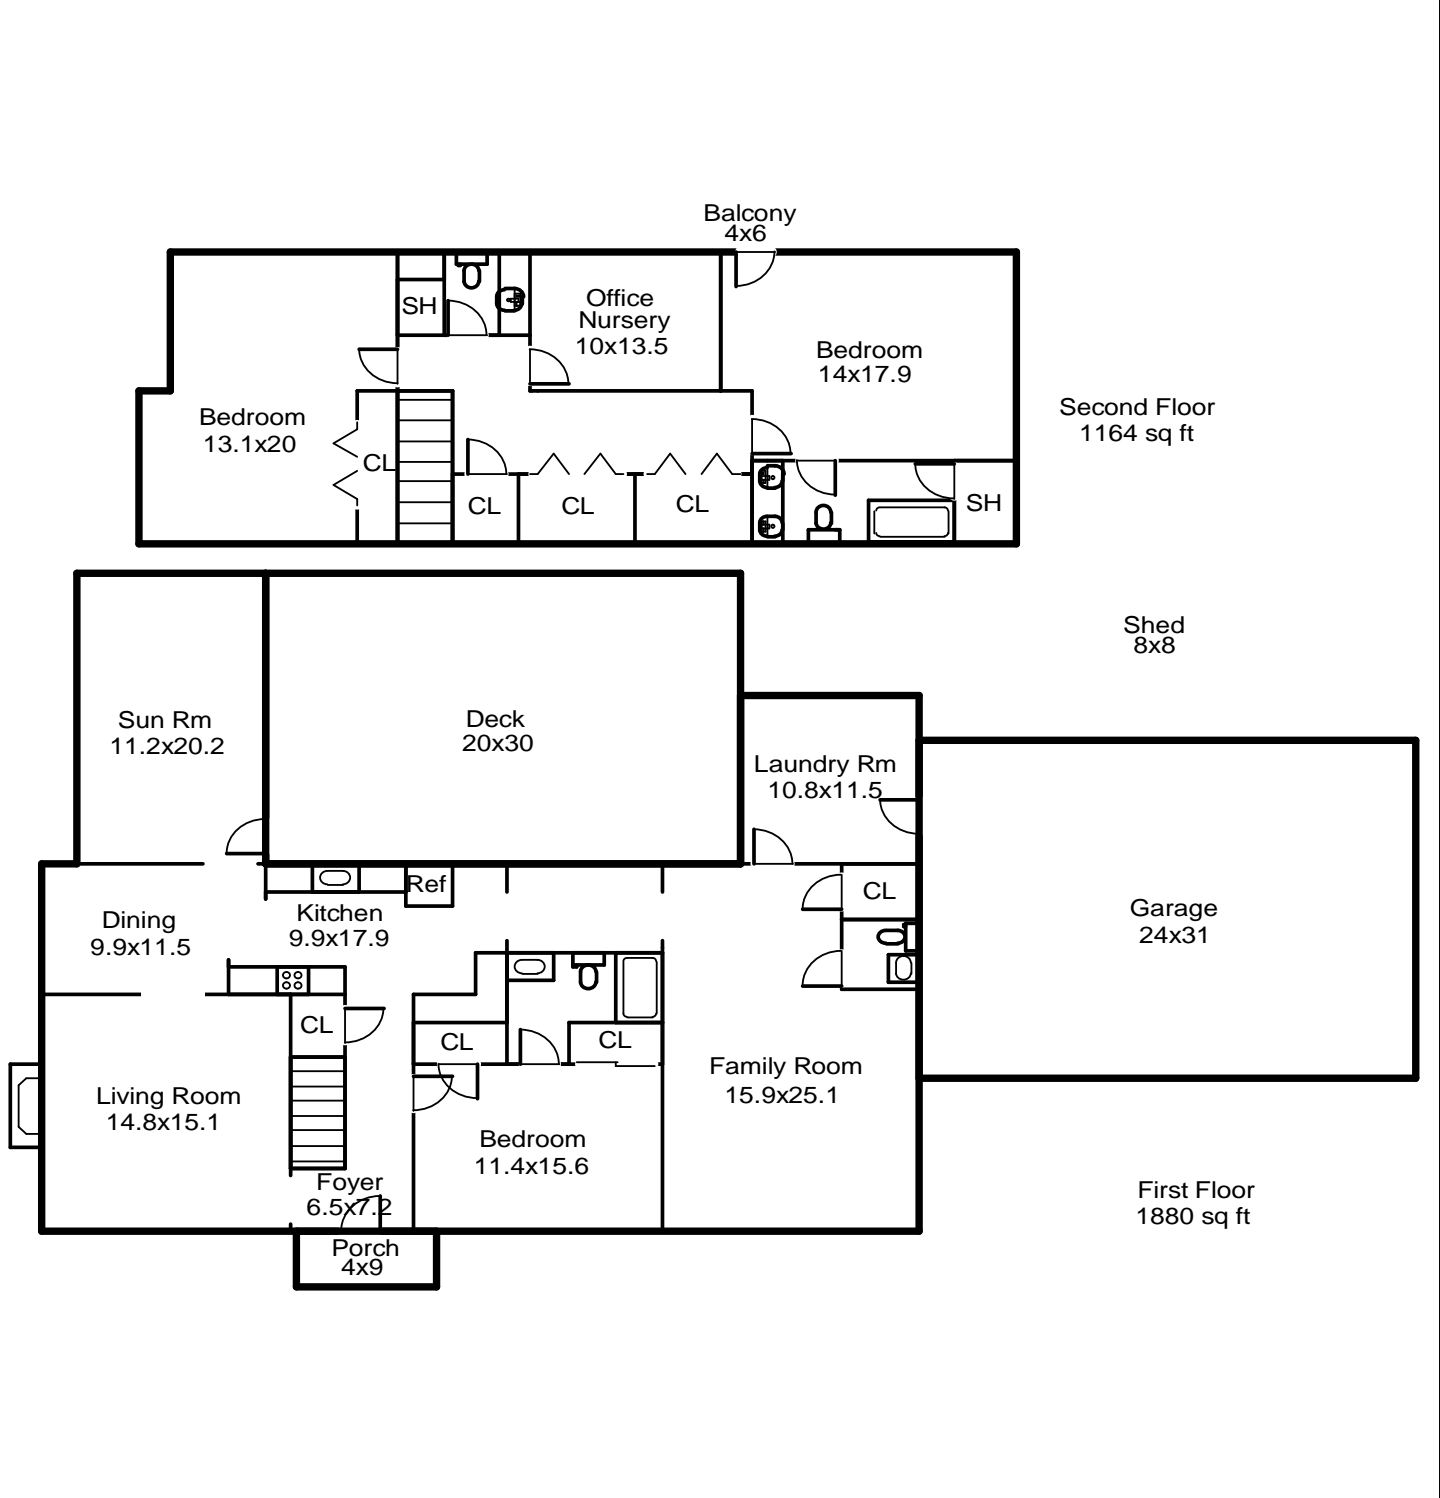 Balcony
4x6
SH
Office
Nursery
10x13.5
Bedroom
14x17.9
Bedroom
13.1x20
CL
CL
CL
CL
SH
Second Floor
1164 sq ft
Shed
8x8
Sun Rm
11.2x20.2
Deck
20x30
Laundry Rm
10.8x11.5
Ref
CL
Dining
9.9x11.5
Kitchen
9.9x17.9
Garage
24x31
CL
CL
CL
Living Room
14.8x15.1
Family Room
15.9x25.1
Bedroom
11.4x15.6
Foyer
6.5x7.2
First Floor
1880 sq ft
Porch
4x9